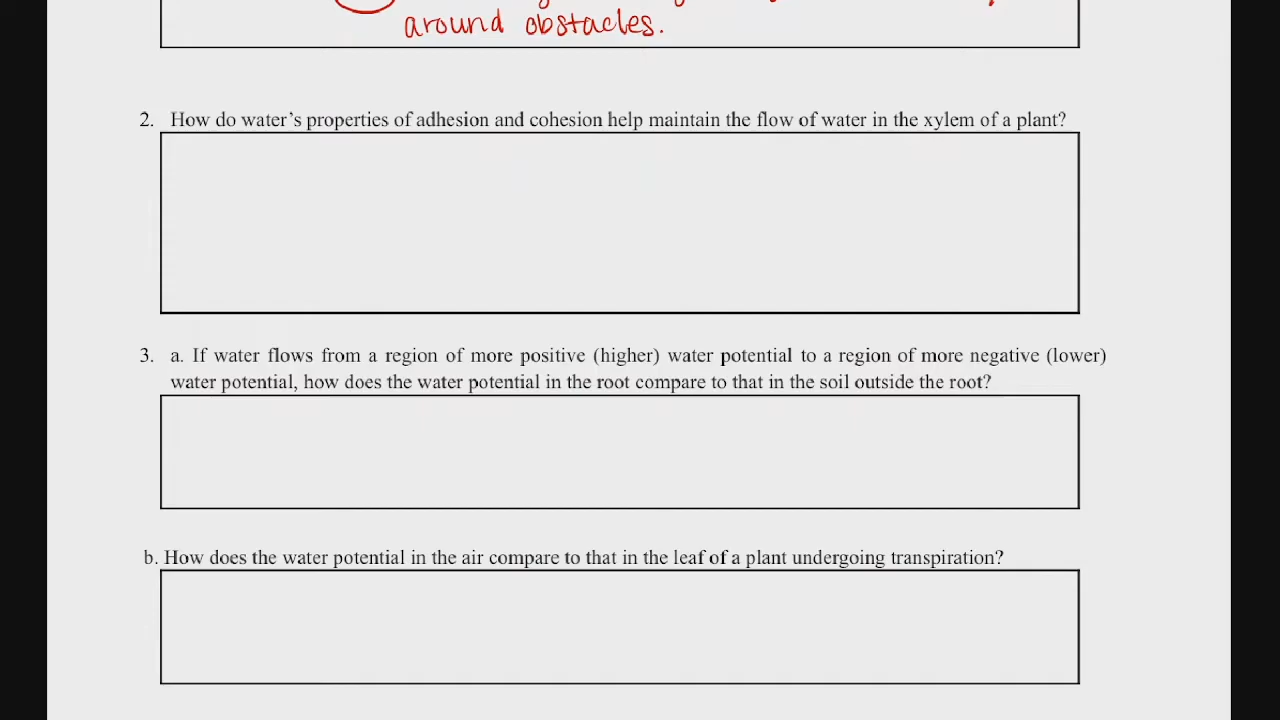 around obstacles.
2. How do water's properties of adhesion and cohesion help maintain the flow of water in the xylem of a plant?
3. a. If water flows from a region of more positive (higher) water potential to a region of more negative (lower)
water potential, how does the water potential in the root compare to that in the soil outside the root?
b. How does the water potential in the air compare to that in the leaf of a plant undergoing transpiration?